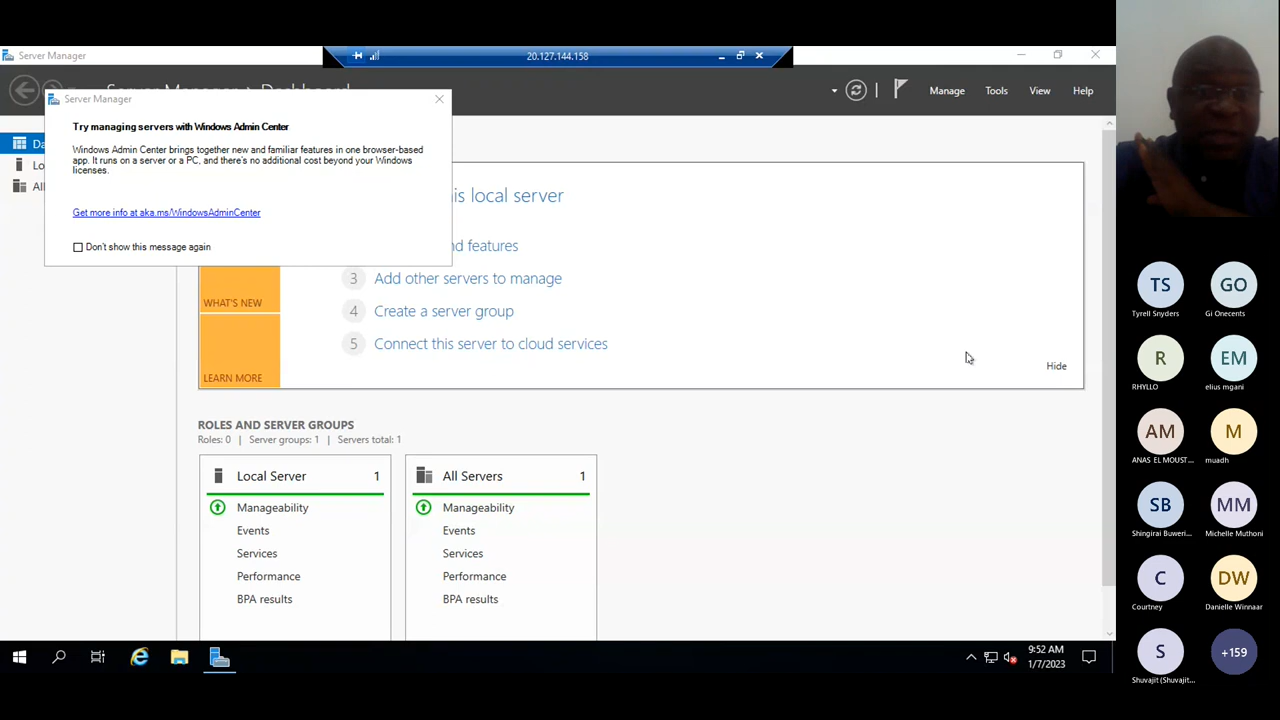 Server Manager
20.127.144.158
Manage
Tools
View
Help
Server Manager
Try managing servers with Windows Admin Center
Windows Admin Center brings together new and familiar features in one browser-based
app. It runs on a server or a PC, and there's no additional cost beyond your Windows
licenses.
Get more info at aka.ms/WindowsAdminCenter
Don't show this message again
local server
features
3 Add other servers to manage
4 Create a server group
5 Connect this server to cloud services
WHAT'S NEW
LEARN MORE
Hide
ROLES AND SERVER GROUPS
Roles: 0 | Server groups: 1 | Servers total: 1
Local Server 1
Manageability
Events
Services
Performance
BPA results
All Servers 1
Manageability
Events
Services
Performance
BPA results
9:52 AM
1/7/2023
TS
Tyrell Snyders
GO
Gi Onecents
R
RHYLLO
EM
elius mgani
AM
ANAS EL MOUST...
M
muadh
SB
Shingirai Buweri...
MM
Michelle Muthoni
C
Courtney
DW
Danielle Winnaar
S
Shuvajit (Shuvajit...
+159